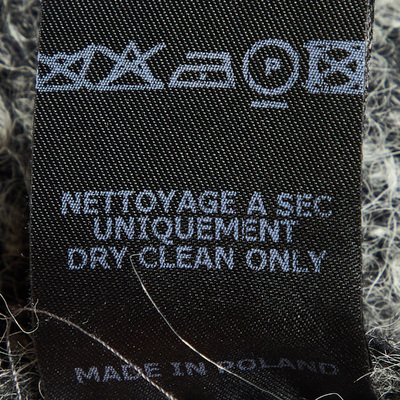 P
NETTOYAGE A SEC
UNIQUEMENT
DRY CLEAN ONLY
MADE IN POLAND